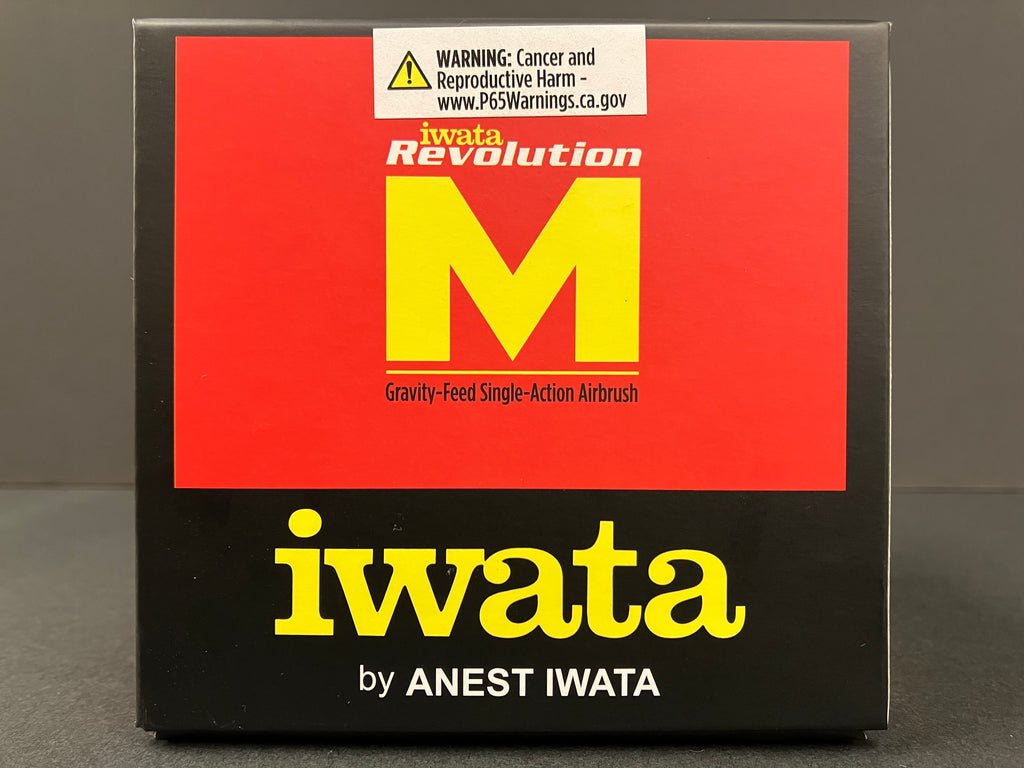 WARNING: Cancer and
Reproductive Harm -
www.P65Warnings.ca.gov
iwata
Revolution
M
Gravity-Feed Single-Action Airbrush
iwata
by ANEST IWATA